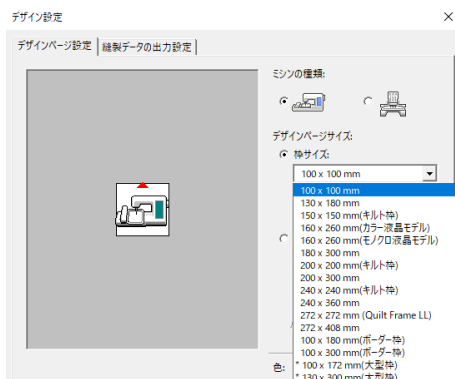 デザイン設定
デザインページ設定
縫製データの出力設定
ミシンの種類:
デザインページサイズ:
枠サイズ:
100 x 100 mm
100 x 100 mm
130 x 180 mm
150 x 150 mm(キルト枠)
160 x 260 mm(カラー液晶モデル)
160 x 260 mm(モノクロ液晶モデル)
180 x 300 mm
200 x 200 mm(キルト枠)
200 x 300 mm
240 x 240 mm(キルト枠)
240 x 360 mm
272 x 272 mm (Quilt Frame LL)
272 x 408 mm
100 x 180 mm(ボーダー枠)
100 x 300 mm(ボーダー枠)
* 100 x 172 mm(大型枠)
* 130 x 300 mm(大型枠)
色: